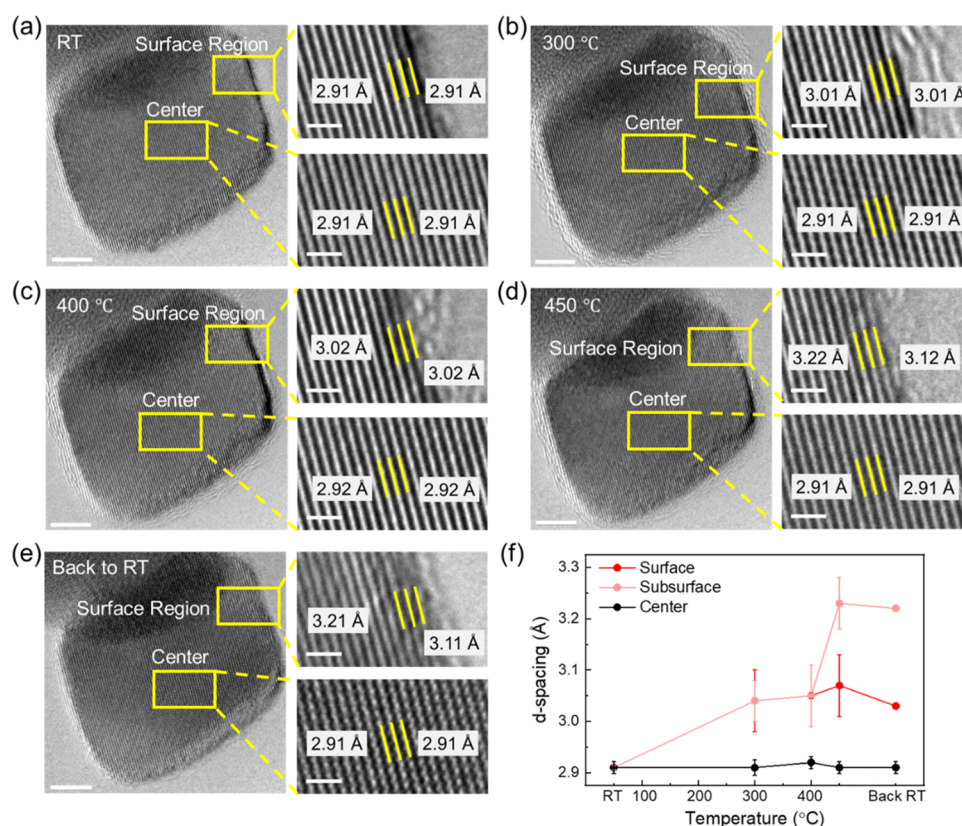 (a)
RT
Surface Region
Center
2.91 Å
2.91 Å
2.91 Å
2.91 Å
(b)
300 °C
Surface Region
Center
3.01 Å
3.01 Å
2.91 Å
2.91 Å
(c)
400 °C
Surface Region
Center
3.02 Å
3.02 Å
2.92 Å
2.92 Å
(d)
450 °C
Surface Region
Center
3.22 Å
3.12 Å
2.91 Å
2.91 Å
(e)
Back to RT
Surface Region
Center
3.21 Å
3.11 Å
2.91 Å
2.91 Å
(f)
Surface
Subsurface
Center
d-spacing (Å)
3.3
3.2
3.1
3.0
2.9
RT 100 300 400 Back RT
Temperature (°C)